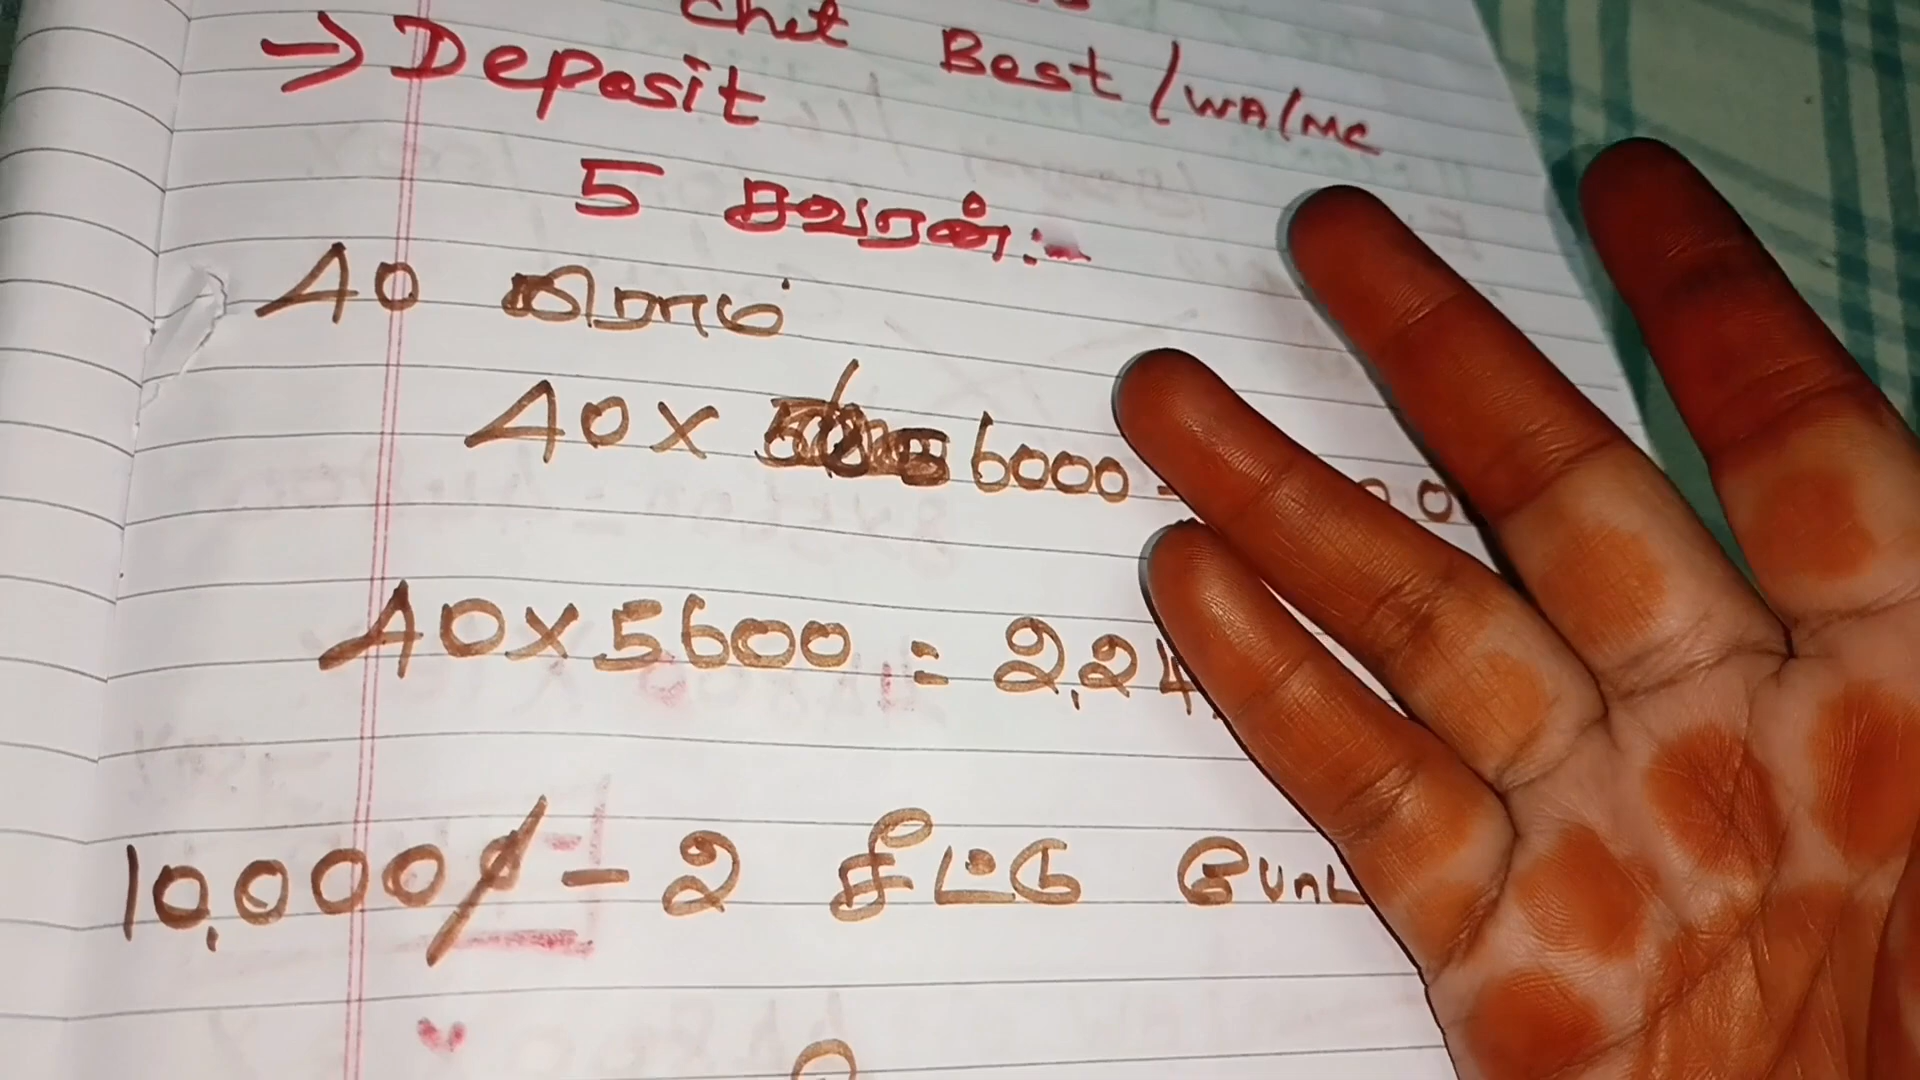 Chit Best / WA/MC
→ Deposit
5 சவரன் :-
40 கிராம்
40 x 6000
40 x 5600 = 2,24
10,000/- 2 சீட்டு